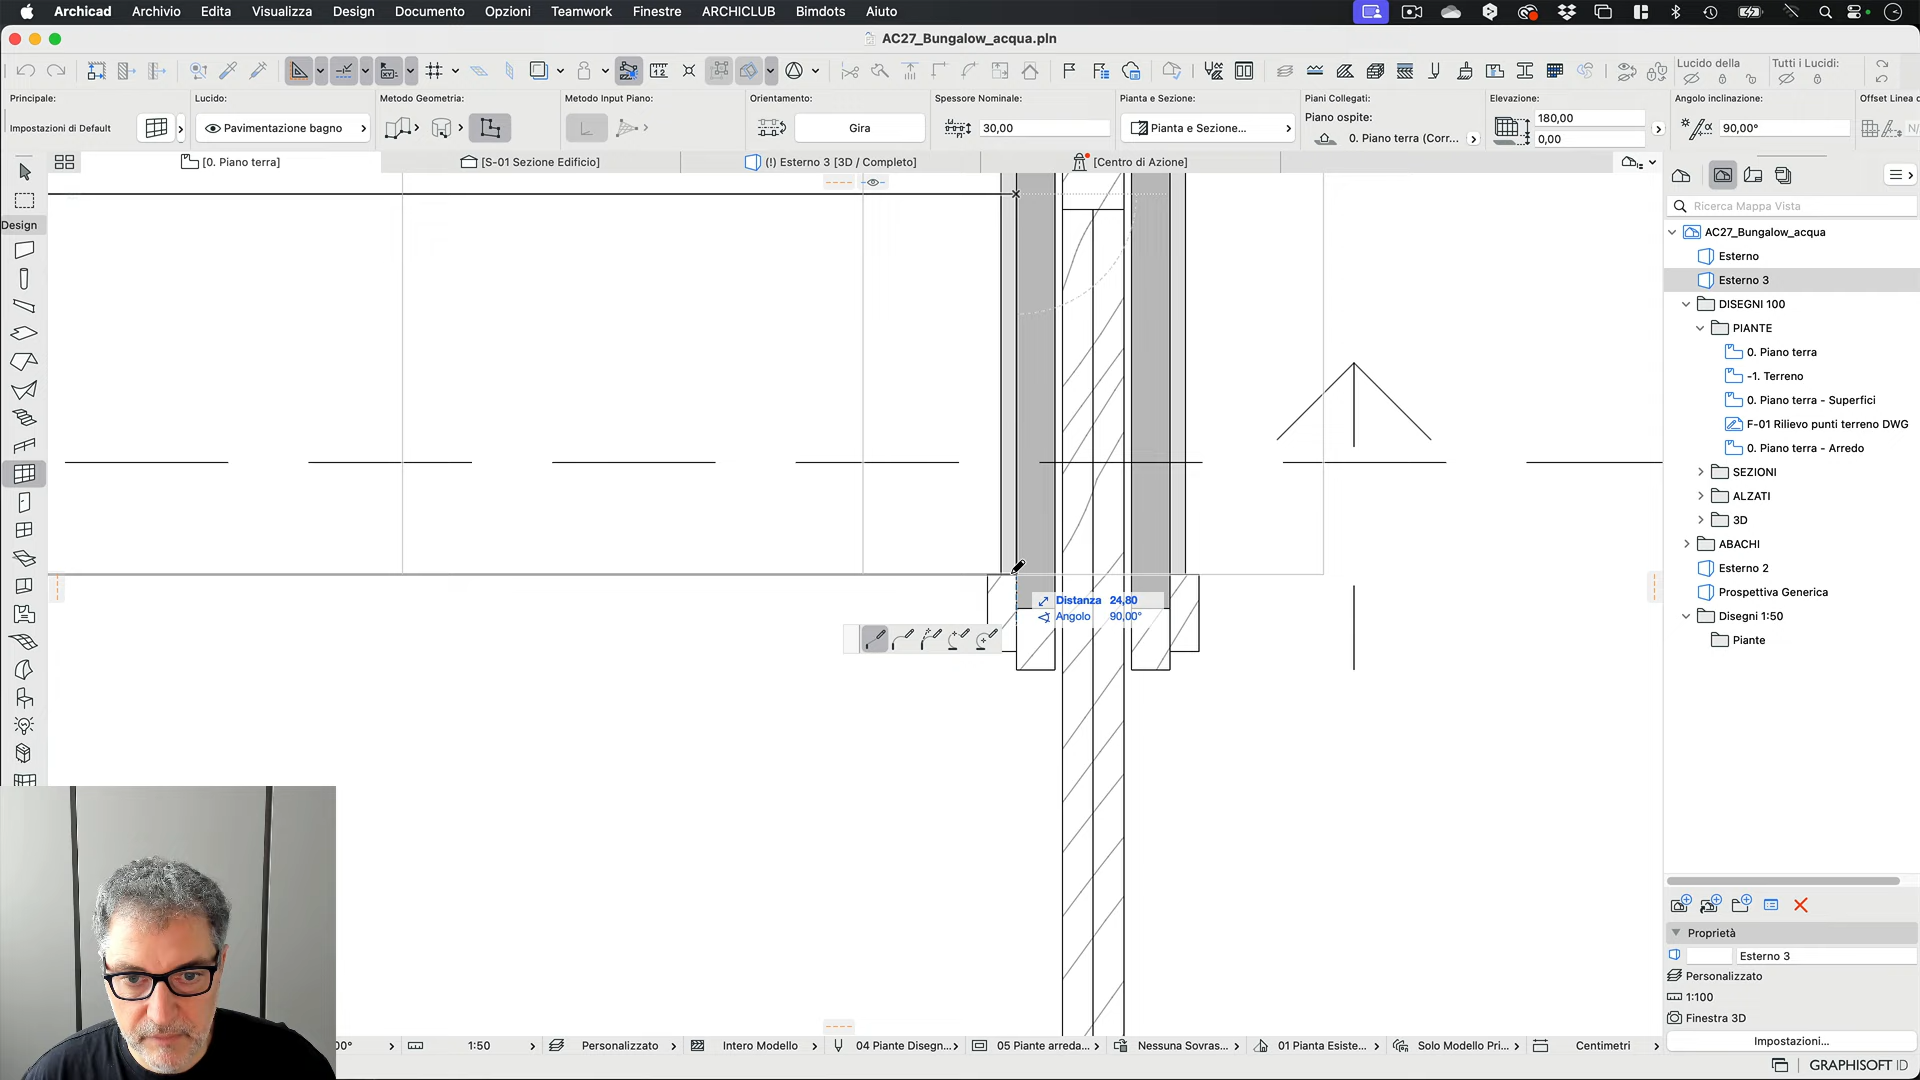 Archicad Archivio Edita Visualizza Design Documento Opzioni Teamwork Finestre ARCHICLUB Bimdots Aiuto
AC27_Bungalow_acqua.pln
Lucido della
Tutti i Lucidi:
Principale:
Lucido:
Metodo Geometria:
Metodo Input Piano:
Orientamento:
Spessore Nominale:
Pianta e Sezione:
Piani Collegati:
Elevazione:
Angolo inclinazione:
Offset Linea d
Impostazioni di Default
Pavimentazione bagno
Gira
30,00
Pianta e Sezione...
Piano ospite:
0. Piano terra (Corr...
180,00
0,00
90,00°
[0. Piano terra]
[S-01 Sezione Edificio]
(!) Esterno 3 [3D / Completo]
[Centro di Azione]
Design
Distanza 24,80
Angolo 90,00°
Ricerca Mappa Vista
AC27_Bungalow_acqua
Esterno
Esterno 3
DISEGNI 100
PIANTE
0. Piano terra
-1. Terreno
0. Piano terra - Superfici
F-01 Rilievo punti terreno DWG
0. Piano terra - Arredo
SEZIONI
ALZATI
3D
ABACHI
Esterno 2
Prospettiva Generica
Disegni 1:50
Piante
Proprietà
Esterno 3
Personalizzato
1:100
Finestra 3D
Impostazioni...
00°
1:50
Personalizzato
Intero Modello
04 Piante Disegn...
05 Piante arreda...
Nessuna Sovras...
01 Pianta Esiste...
Solo Modello Pri...
Centimetri
GRAPHISOFT ID